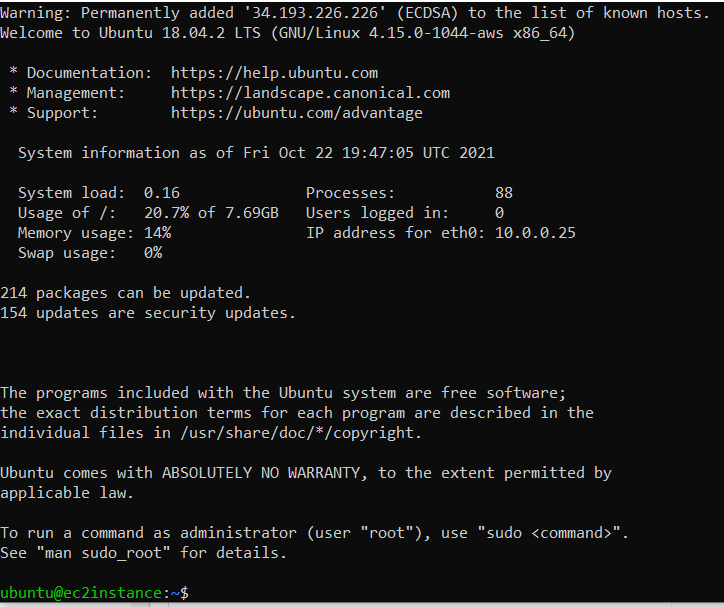 Warning: Permanently added '34.193.226.226' (ECDSA) to the list of known hosts.
Welcome to Ubuntu 18.04.2 LTS (GNU/Linux 4.15.0-1044-aws x86_64)
* Documentation: https://help.ubuntu.com
* Management: https://landscape.canonical.com
* Support: https://ubuntu.com/advantage
System information as of Fri Oct 22 19:47:05 UTC 2021
System load: 0.16 Processes: 88
Usage of /: 20.7% of 7.69GB Users logged in: 0
Memory usage: 14% IP address for eth0: 10.0.0.25
Swap usage: 0%
214 packages can be updated.
154 updates are security updates.
The programs included with the Ubuntu system are free software;
the exact distribution terms for each program are described in the
individual files in /usr/share/doc/*/copyright.
Ubuntu comes with ABSOLUTELY NO WARRANTY, to the extent permitted by
applicable law.
To run a command as administrator (user "root"), use "sudo <command>".
See "man sudo_root" for details.
ubuntu@ec2instance:~$